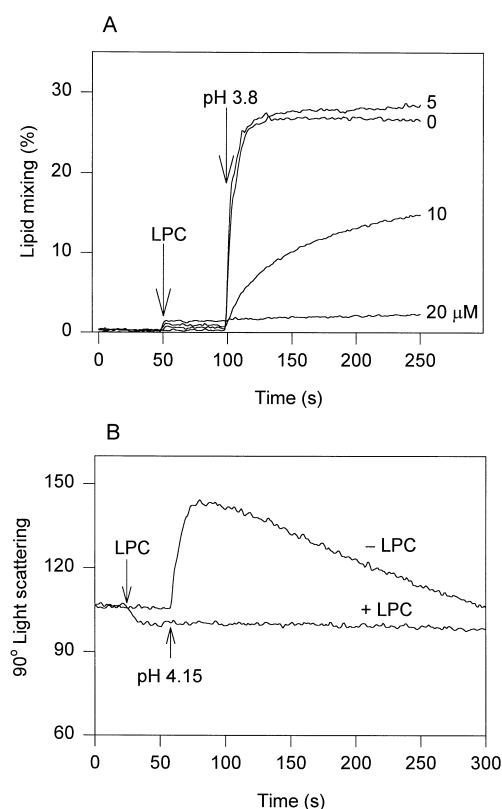 A
Lipid mixing (%)
30
20
10
0
pH 3.8
LPC
5
0
10
20 μM
0 50 100 150 200 250
Time (s)
B
90° Light scattering
150
120
90
60
LPC
– LPC
+ LPC
pH 4.15
0 50 100 150 200 250 300
Time (s)